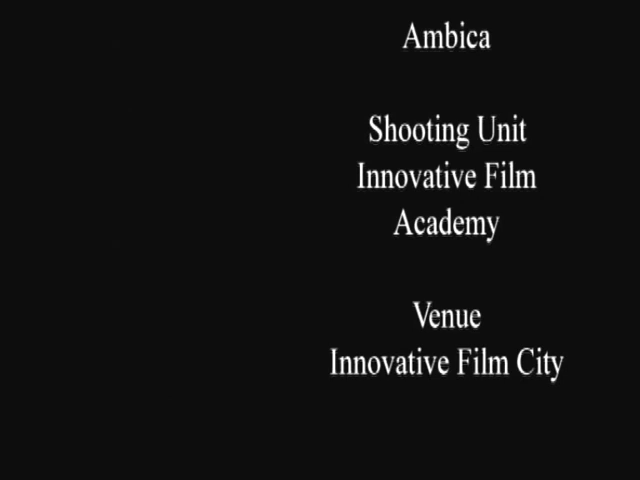 Ambica
Shooting Unit
Innovative Film
Academy
Venue
Innovative Film City